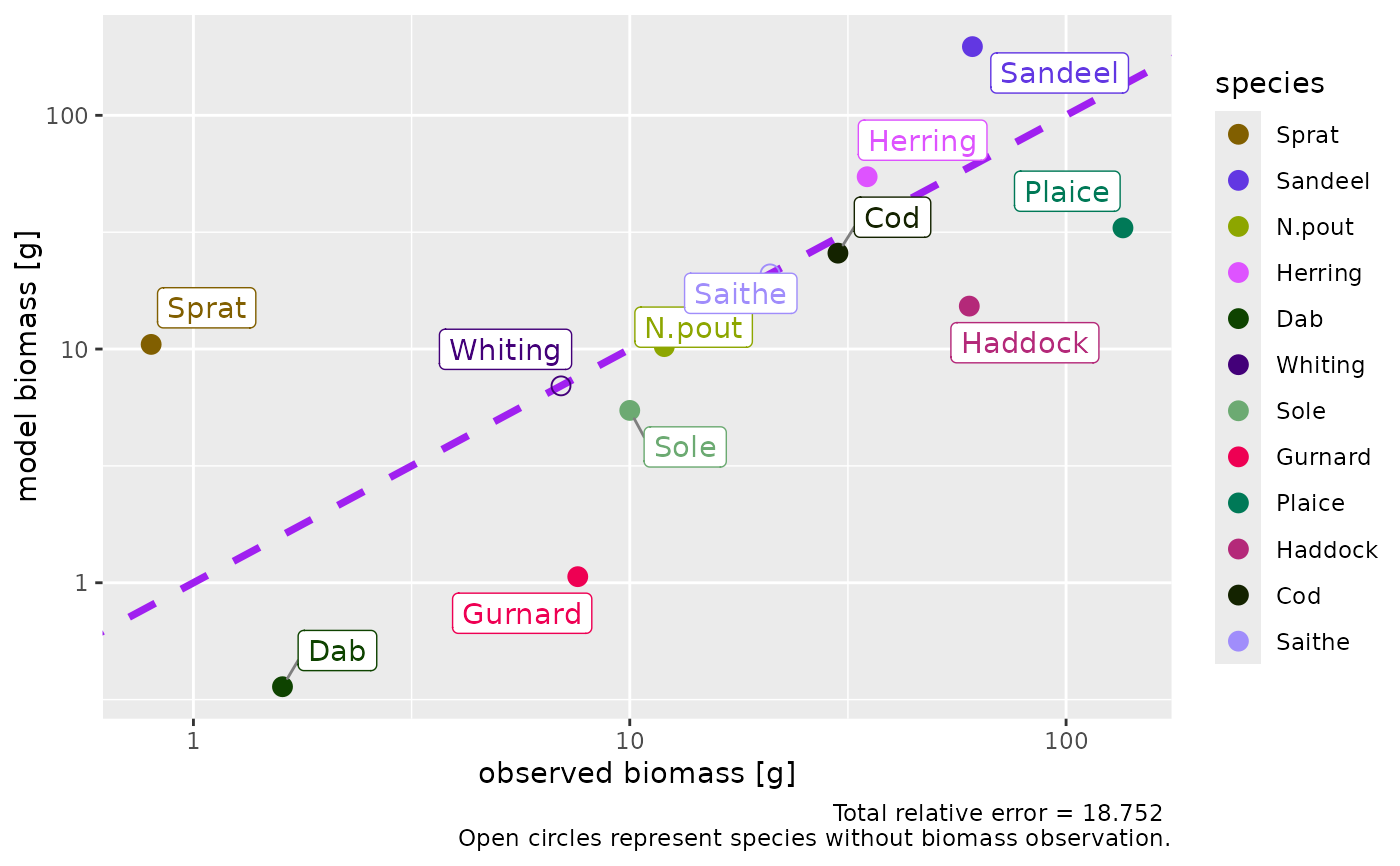 100
10
1
1
10
100
model biomass [g]
observed biomass [g]
Sandeel
Herring
Plaice
Cod
Saithe
Sprat
N.pout
Whiting
Haddock
Sole
Gurnard
Dab
species
Sprat
Sandeel
N.pout
Herring
Dab
Whiting
Sole
Gurnard
Plaice
Haddock
Cod
Saithe
Total relative error = 18.752
Open circles represent species without biomass observation.